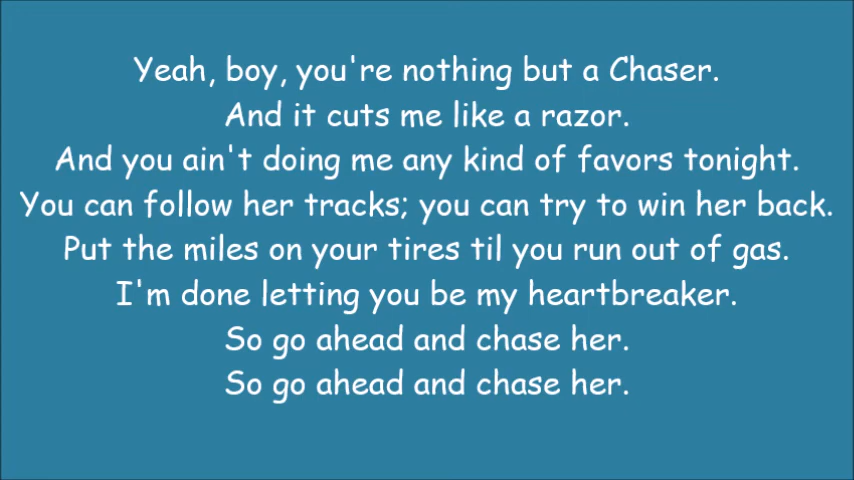 Yeah, boy, you're nothing but a Chaser.
And it cuts me like a razor.
And you ain't doing me any kind of favors tonight.
You can follow her tracks; you can try to win her back.
Put the miles on your tires til you run out of gas.
I'm done letting you be my heartbreaker.
So go ahead and chase her.
So go ahead and chase her.